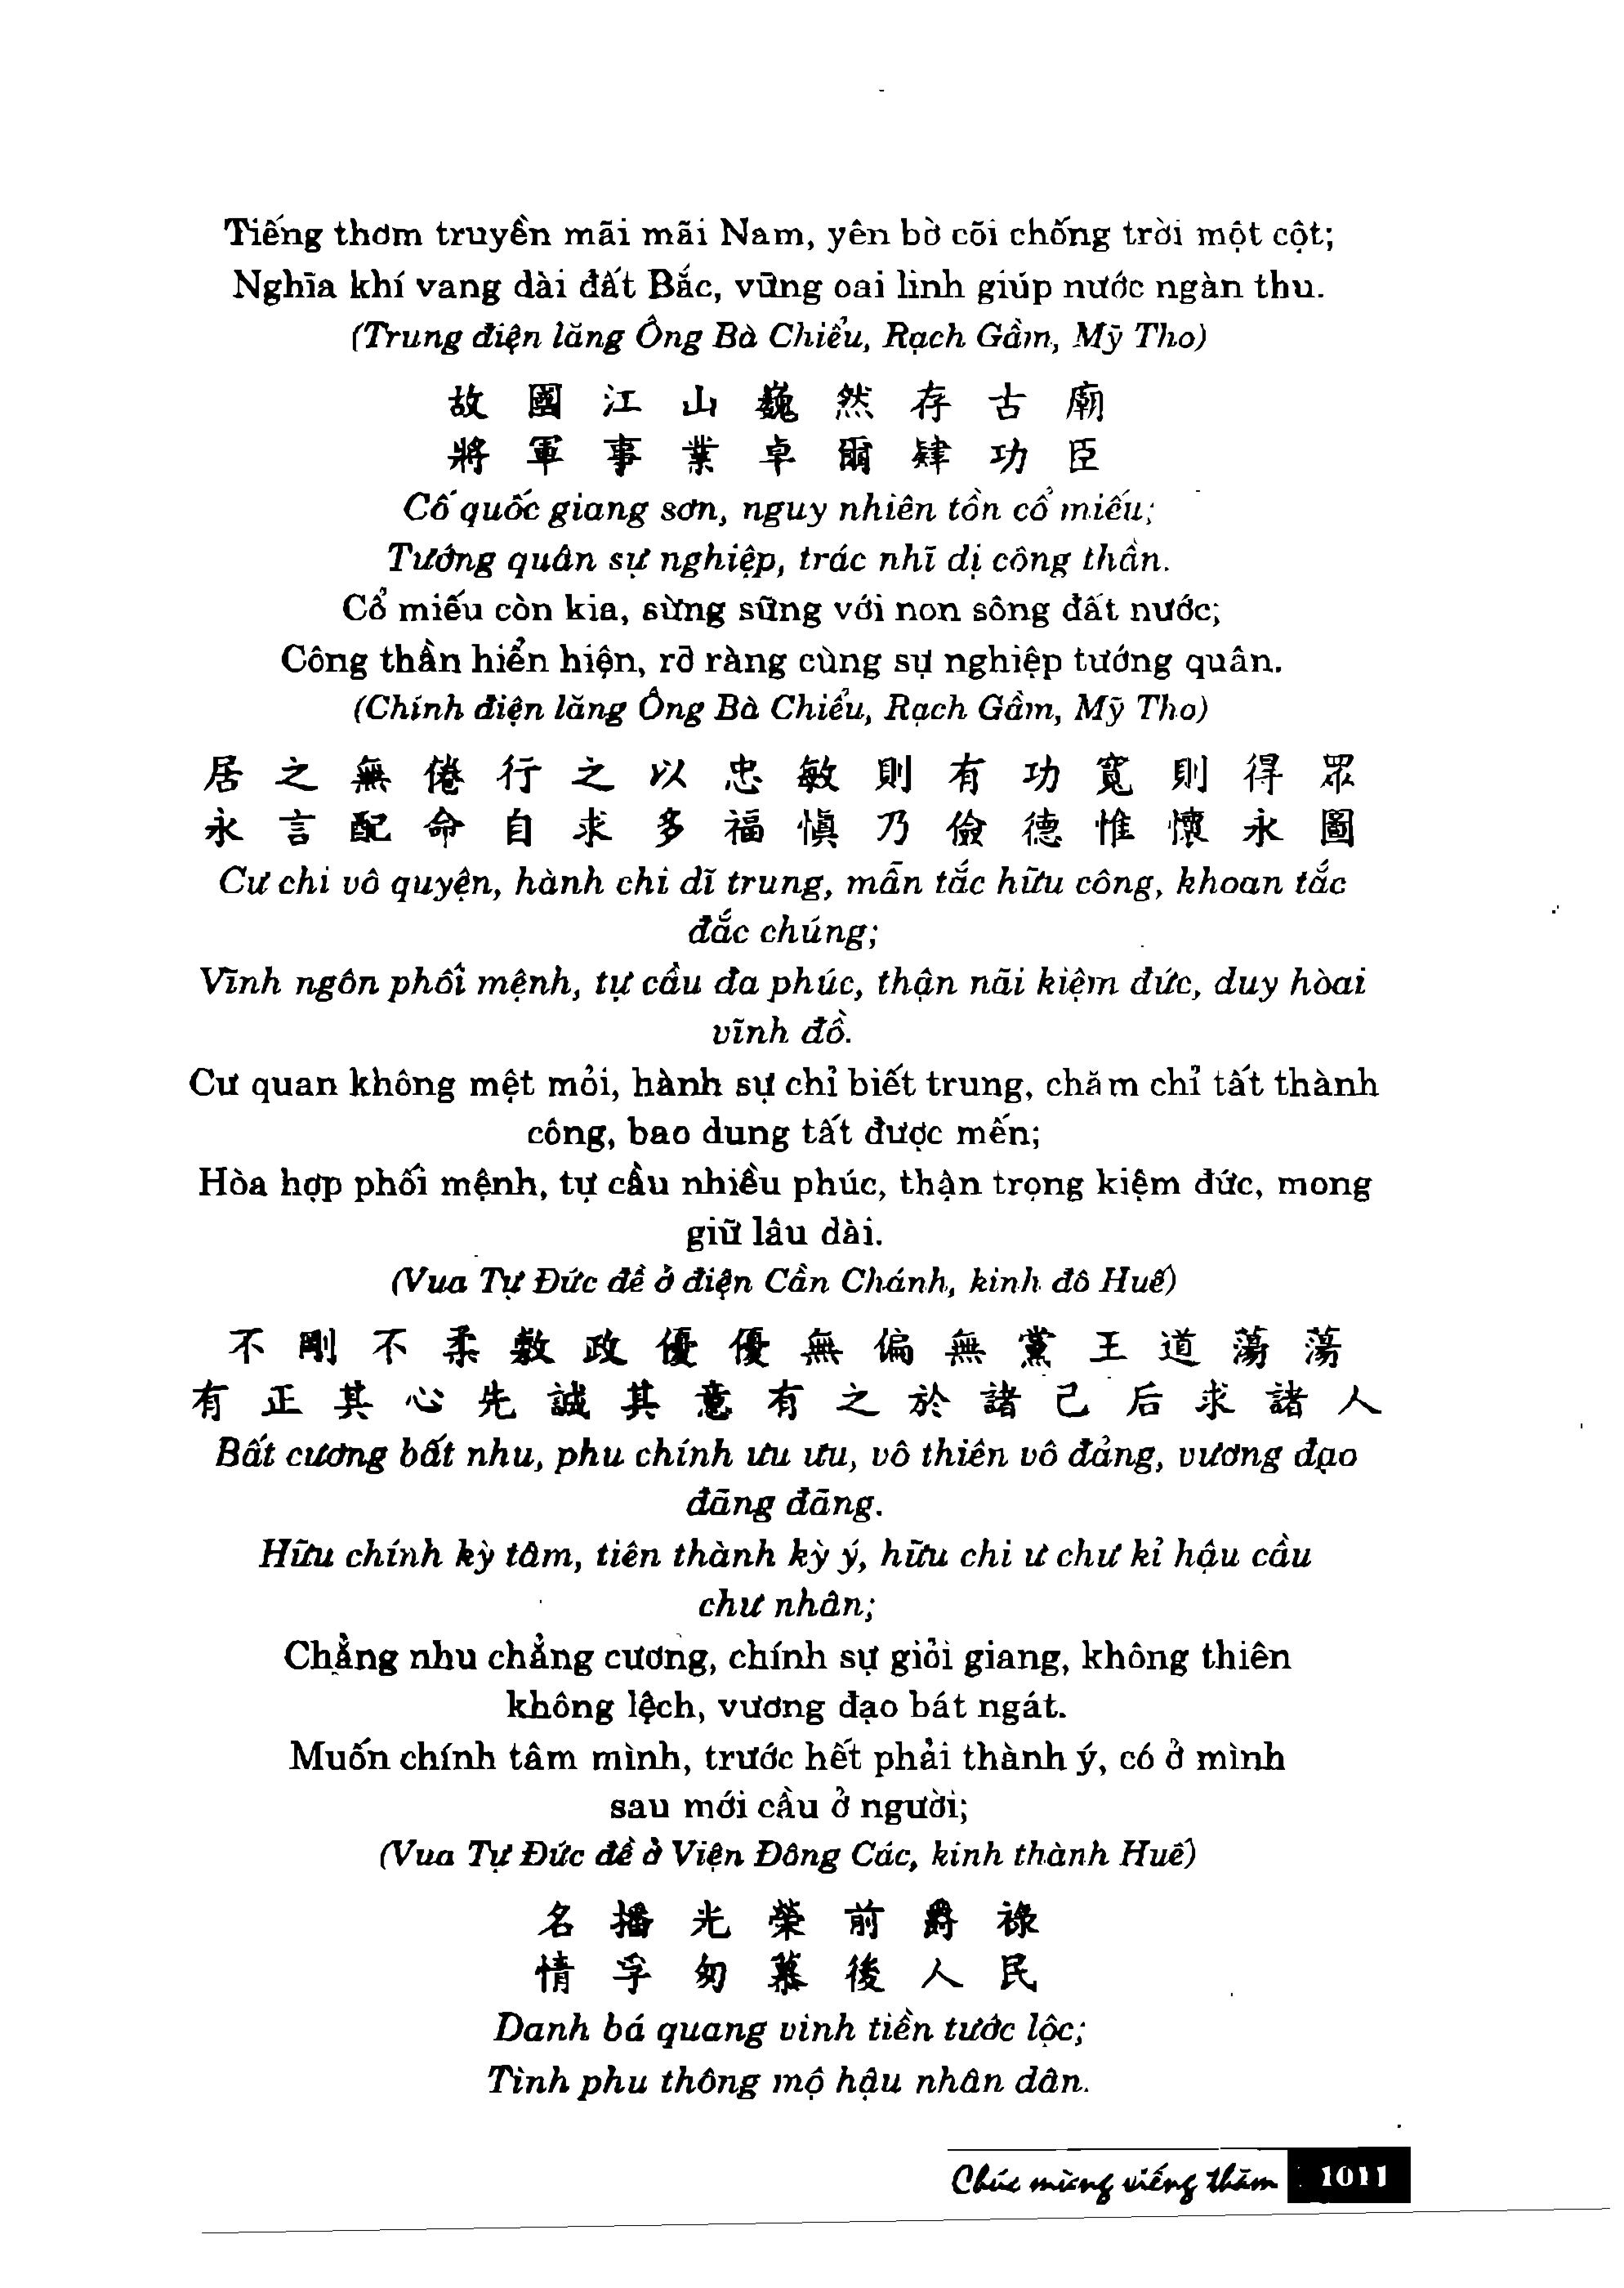 Tiếng thơm truyền mãi mãi Nam, yên bờ cõi chống trời một cột;
Nghĩa khí vang dài đất Bắc, vững oai linh giúp nước ngàn thu.
(Trung điện lăng Ông Bà Chiểu, Rạch Gầm, Mỹ Tho)
故國江山巍然存古廟
將軍事業卓爾肄功臣
Cố quốc giang sơn, nguy nhiên tồn cổ miếu;
Tướng quân sự nghiệp, trác nhĩ dị công thần.
Cổ miếu còn kia, sừng sững với non sông đất nước;
Công thần hiển hiện, rỡ ràng cùng sự nghiệp tướng quân.
(Chính điện lăng Ông Bà Chiểu, Rạch Gầm, Mỹ Tho)
居之無倦行之以忠敏則有功寬則得眾
永言配命自求多福慎乃儉德惟懷永圖
Cư chi vô quyện, hành chi dĩ trung, mẫn tắc hữu công, khoan tắc
đắc chúng;
Vĩnh ngôn phối mệnh, tự cầu đa phúc, thận nãi kiệm đức, duy hòai
vĩnh đồ.
Cư quan không mệt mỏi, hành sự chỉ biết trung, chăm chỉ tất thành
công, bao dung tất được mến;
Hòa hợp phối mệnh, tự cầu nhiều phúc, thận trọng kiệm đức, mong
giữ lâu dài.
(Vua Tự Đức đề ở điện Cần Chánh, kinh đô Huế)
不剛不柔敷政優優無偏無黨王道蕩蕩
有正其心先誠其意有之於諸己后求諸人
Bất cương bất nhu, phu chính ưu ưu, vô thiên vô đảng, vương đạo
đãng đãng.
Hữu chính kỳ tâm, tiên thành kỳ ý, hữu chi ư chư kỉ hậu cầu
chư nhân;
Chẳng nhu chẳng cương, chính sự giỏi giang, không thiên
không lệch, vương đạo bát ngát.
Muốn chính tâm mình, trước hết phải thành ý, có ở mình
sau mới cầu ở người;
(Vua Tự Đức đề ở Viện Đông Các, kinh thành Huế)
名播光榮前爵祿
情孚匆慕後人民
Danh bá quang vinh tiền tước lộc;
Tình phu thông mộ hậu nhân dân.
Chúc mừng viếng thăm 1011